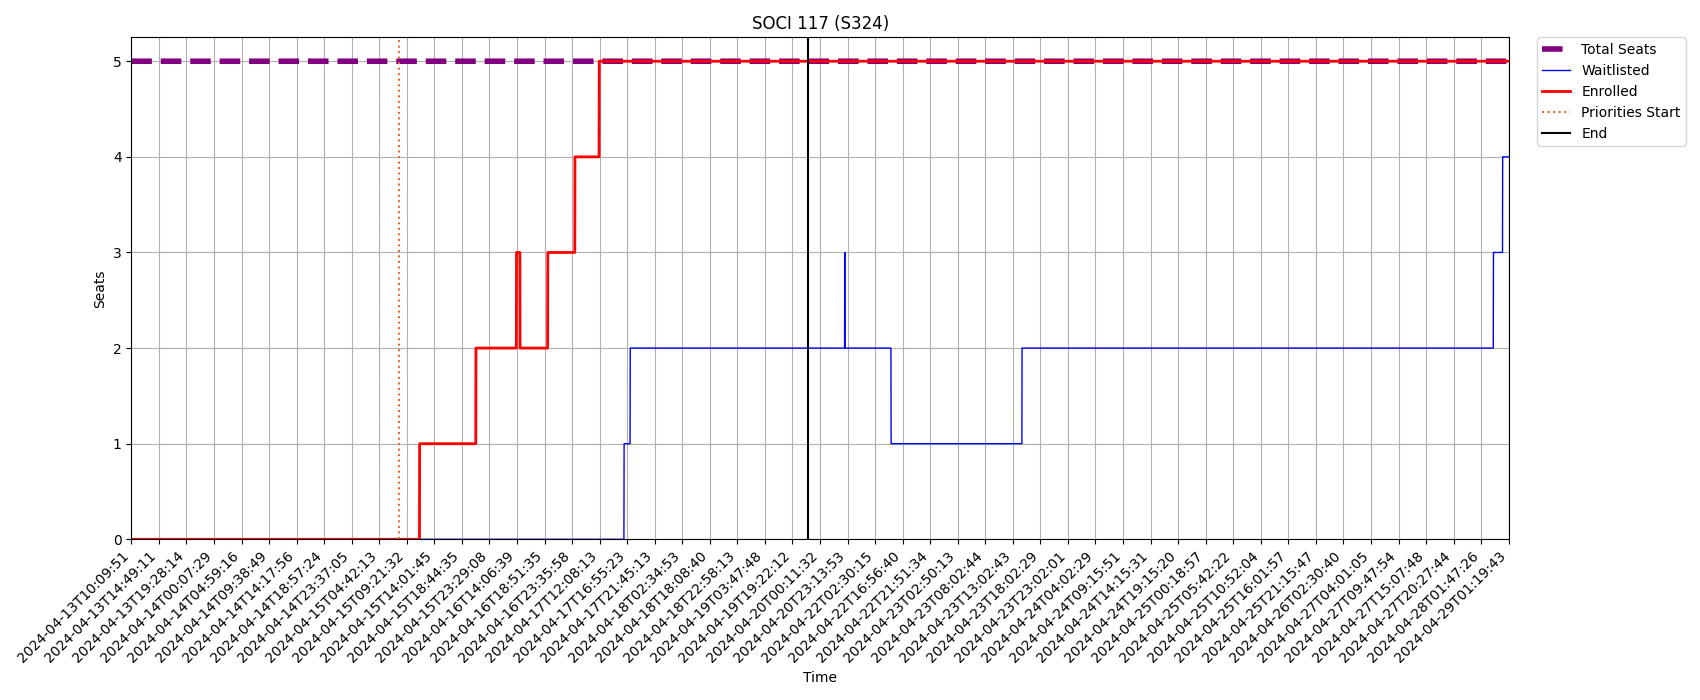 SOCI 117 (S324)
Total Seats
Waitlisted
Enrolled
Priorities Start
End
Seats
5
4
3
2
1
0
2024-04-13T10:09:51
2024-04-13T14:49:11
2024-04-13T19:28:14
2024-04-14T00:07:29
2024-04-14T04:59:16
2024-04-14T09:38:49
2024-04-14T14:17:56
2024-04-14T18:57:24
2024-04-14T23:37:05
2024-04-15T04:42:13
2024-04-15T09:21:32
2024-04-15T14:01:45
2024-04-15T18:44:35
2024-04-15T23:29:08
2024-04-16T14:06:39
2024-04-16T18:51:35
2024-04-16T23:35:58
2024-04-17T12:08:13
2024-04-17T16:55:23
2024-04-17T21:45:13
2024-04-18T02:34:53
2024-04-18T18:08:40
2024-04-18T22:58:13
2024-04-19T03:47:48
2024-04-19T19:22:12
2024-04-20T00:11:32
2024-04-20T23:13:53
2024-04-22T02:30:15
2024-04-22T16:56:40
2024-04-22T21:51:34
2024-04-23T02:50:13
2024-04-23T08:02:44
2024-04-23T13:02:43
2024-04-23T18:02:29
2024-04-23T23:02:01
2024-04-24T04:02:29
2024-04-24T09:15:51
2024-04-24T14:15:31
2024-04-24T19:15:20
2024-04-25T00:18:57
2024-04-25T05:42:22
2024-04-25T10:52:04
2024-04-25T16:01:57
2024-04-25T21:15:47
2024-04-26T02:30:40
2024-04-27T04:01:05
2024-04-27T09:47:54
2024-04-27T15:07:48
2024-04-27T20:27:44
2024-04-28T01:47:26
2024-04-29T01:19:43
Time